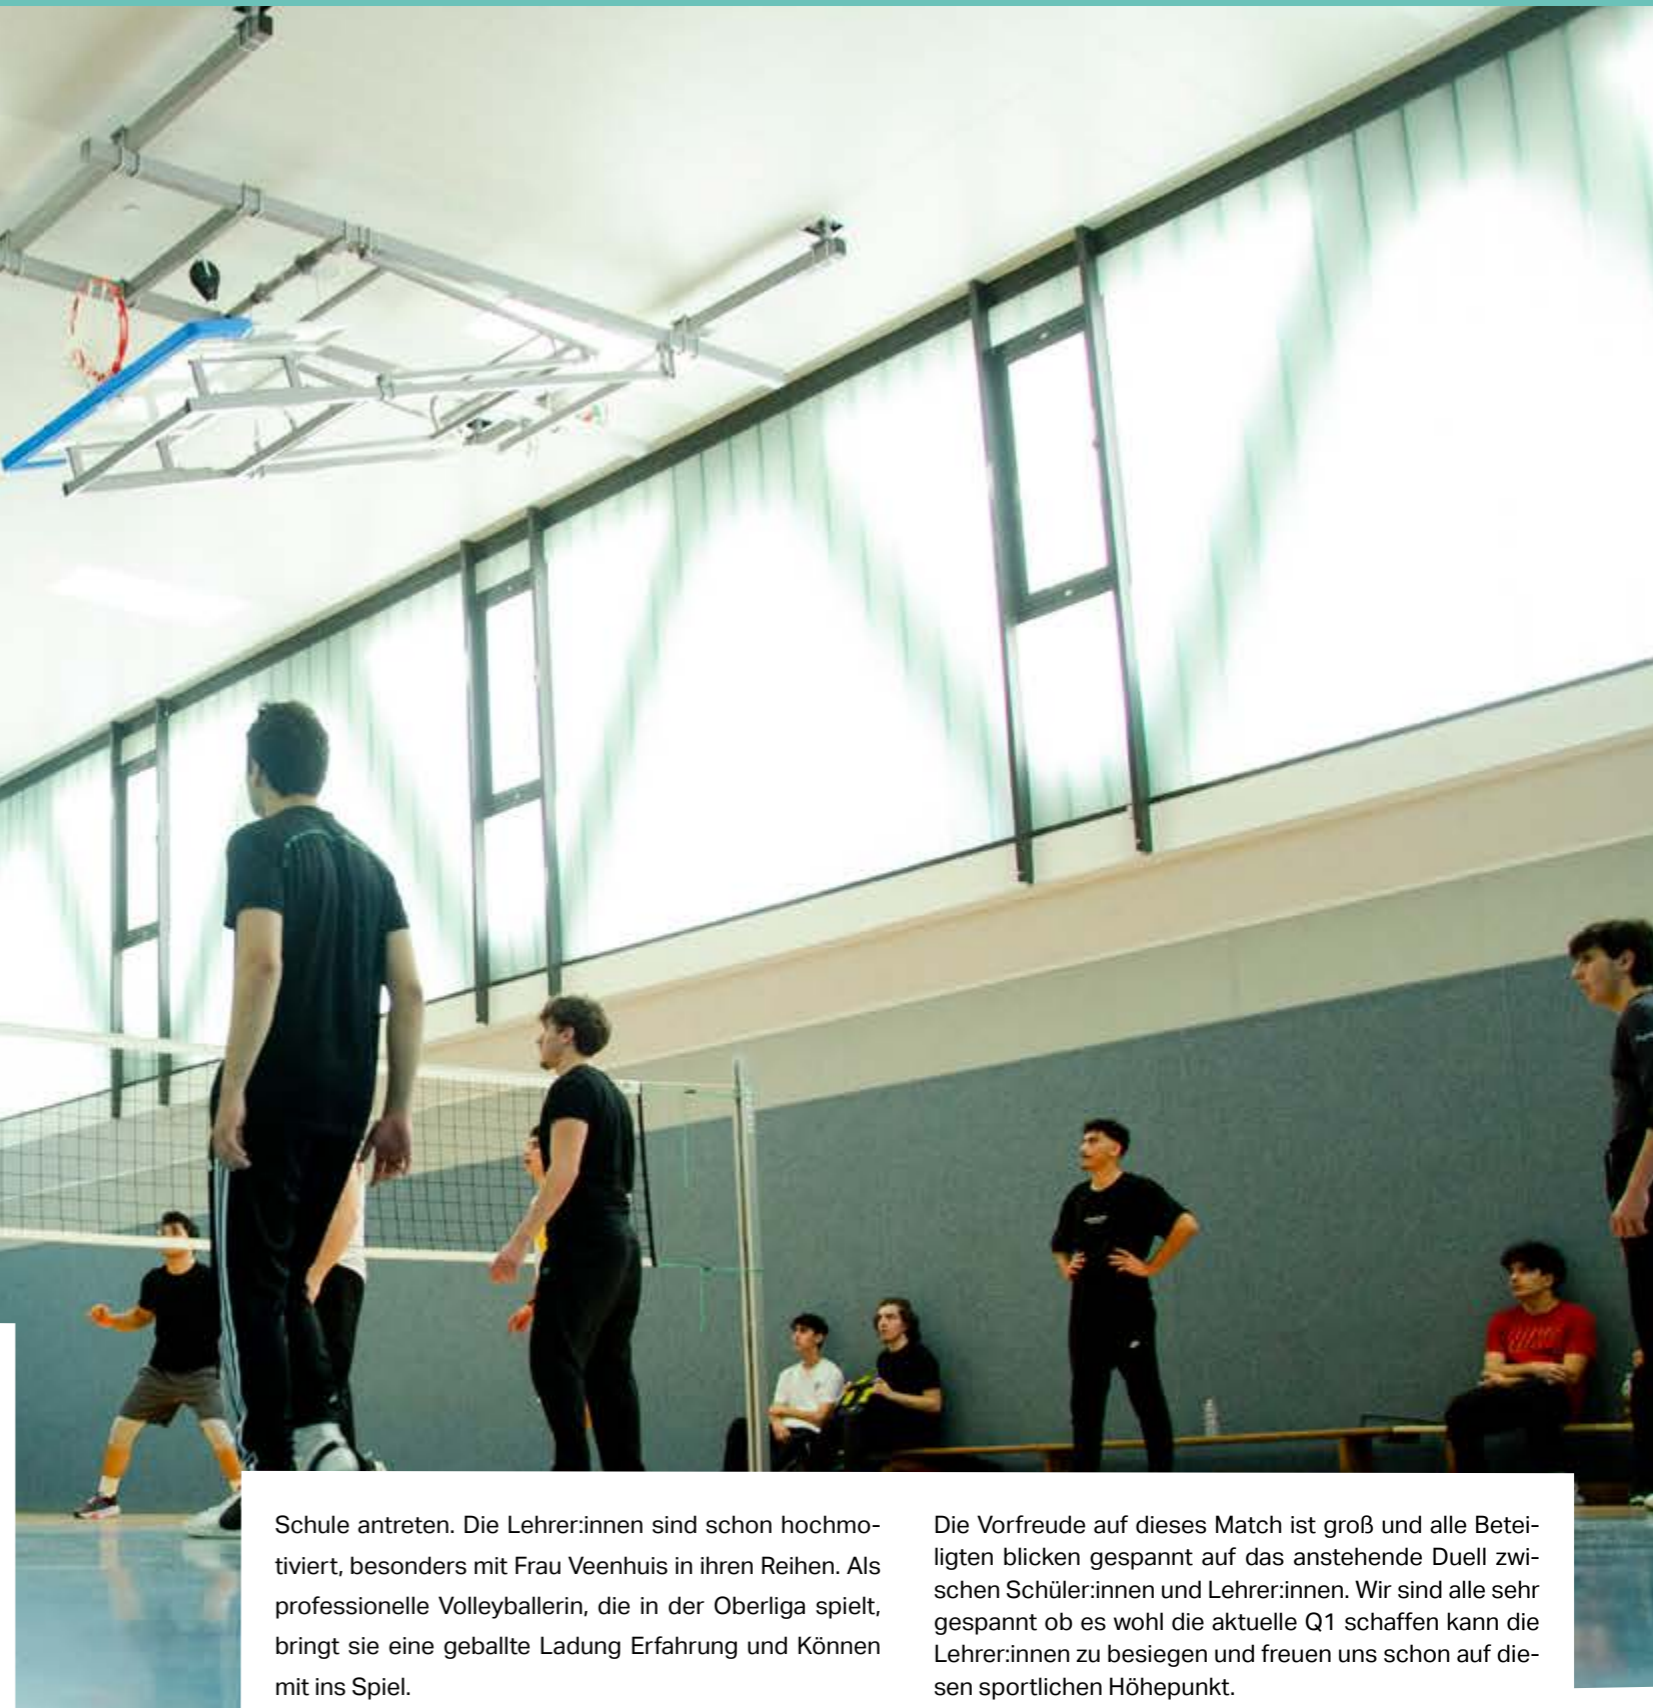 Schule antreten. Die Lehrer:innen sind schon hochmo-
tiviert, besonders mit Frau Veenhuis in ihren Reihen. Als
professionelle Volleyballerin, die in der Oberliga spielt,
bringt sie eine geballte Ladung Erfahrung und Können
mit ins Spiel.
Die Vorfreude auf dieses Match ist groß und alle Betei-
ligten blicken gespannt auf das anstehende Duell zwi-
schen Schüler:innen und Lehrer:innen. Wir sind alle sehr
gespannt ob es wohl die aktuelle Q1 schaffen kann die
Lehrer:innen zu besiegen und freuen uns schon auf die-
sen sportlichen Höhepunkt.